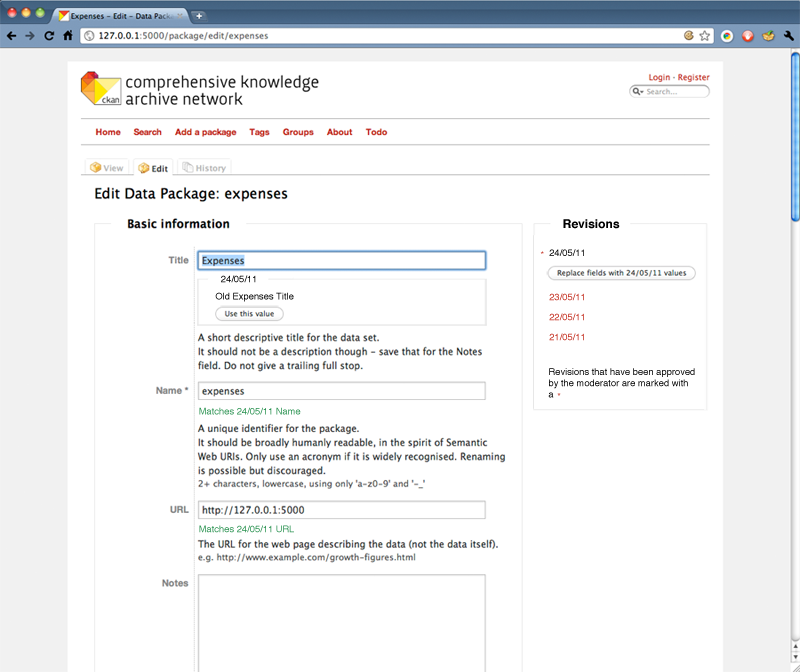 Expenses – Edit – Data Pack
127.0.0.1:5000/package/edit/expenses
ckan
comprehensive knowledge
archive network
Login - Register
Search...
Home Search Add a package Tags Groups About Todo
View Edit History
Edit Data Package: expenses
Basic information
Title
Expenses
24/05/11
Old Expenses Title
Use this value
A short descriptive title for the data set.
It should not be a description though – save that for the Notes
field. Do not give a trailing full stop.
Name *
expenses
Matches 24/05/11 Name
A unique identifier for the package.
It should be broadly humanly readable, in the spirit of Semantic
Web URIs. Only use an acronym if it is widely recognised. Renaming
is possible but discouraged.
2+ characters, lowercase, using only 'a-z0-9' and '-_'
URL
http://127.0.0.1:5000
Matches 24/05/11 URL
The URL for the web page describing the data (not the data itself).
e.g. http://www.example.com/growth-figures.html
Notes
Revisions
* 24/05/11
Replace fields with 24/05/11 values
23/05/11
22/05/11
21/05/11
Revisions that have been approved
by the moderator are marked with
a *